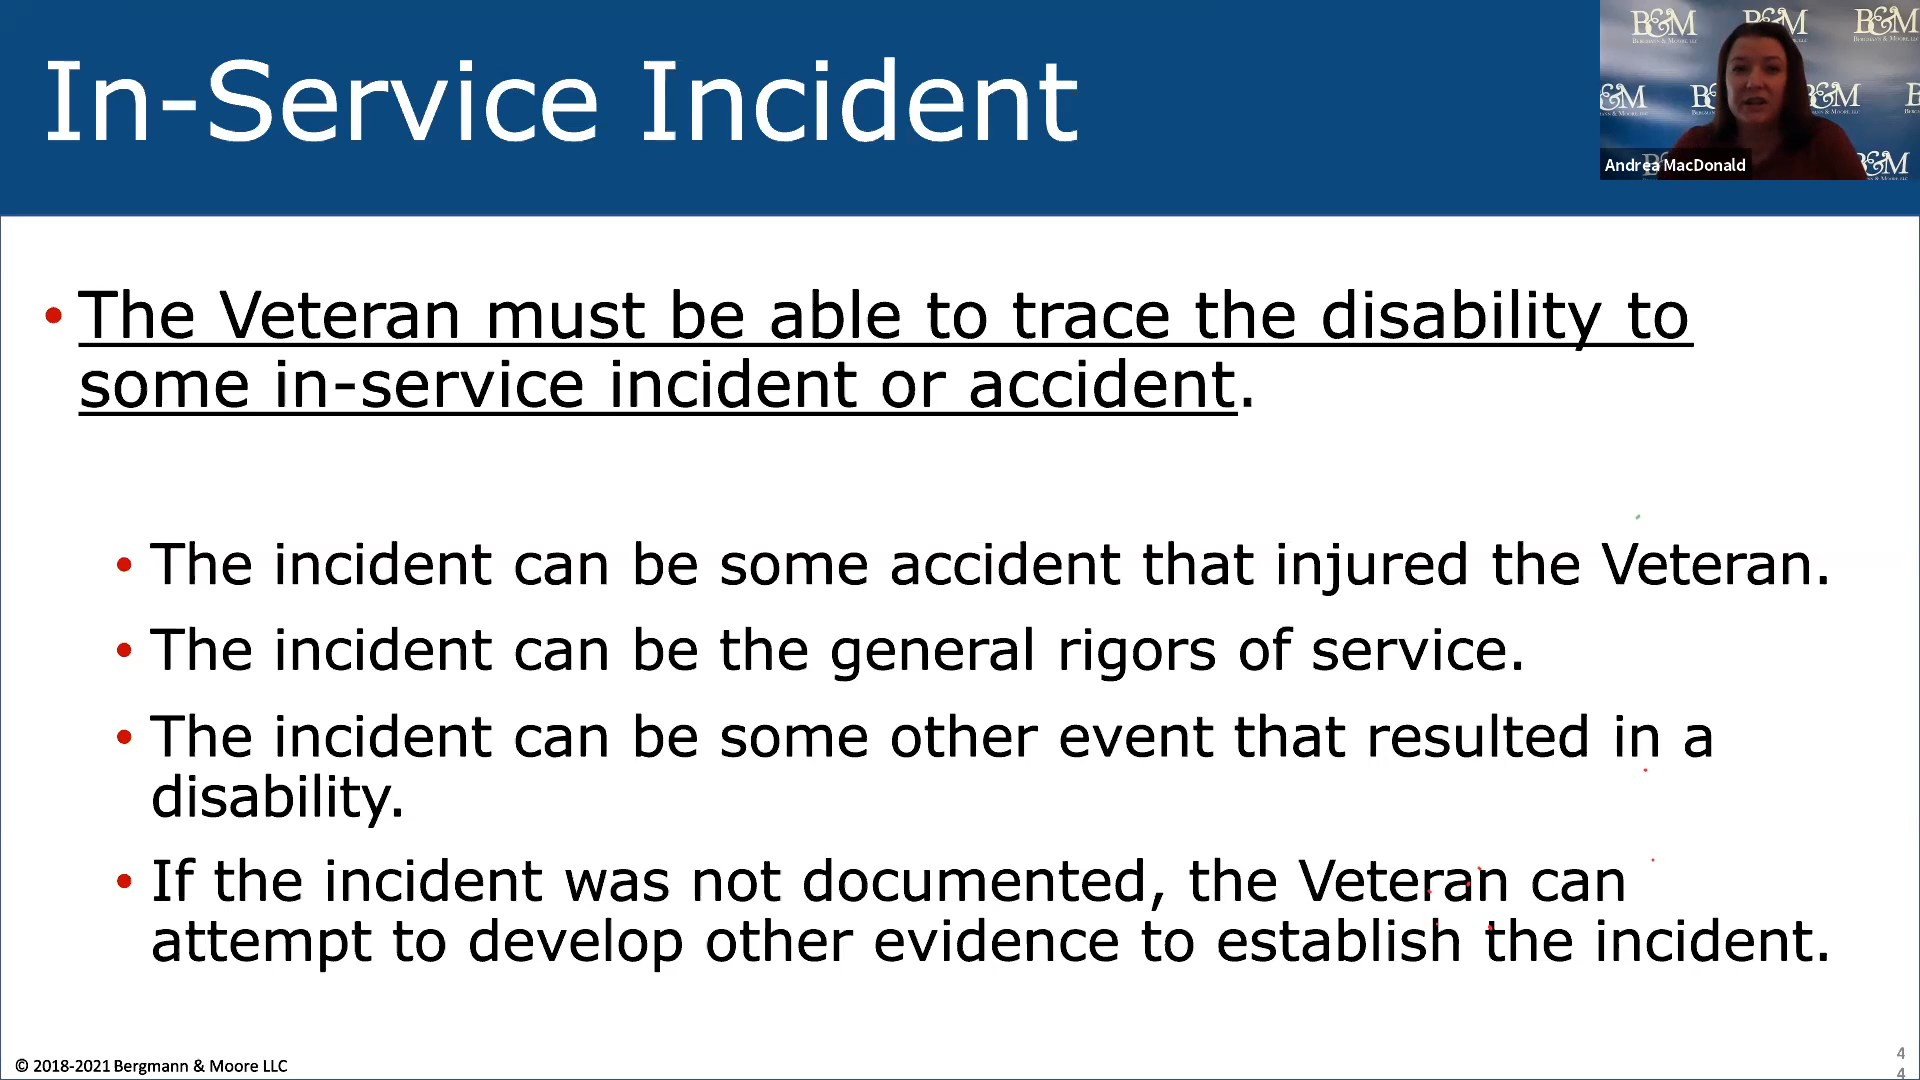 In-Service Incident
B&M B&M B&M
BERGMANN & MOORE LLC
B&M B&M B&M
B&M
Andrea MacDonald
• The Veteran must be able to trace the disability to
some in-service incident or accident.
• The incident can be some accident that injured the Veteran.
• The incident can be the general rigors of service.
• The incident can be some other event that resulted in a
disability.
• If the incident was not documented, the Veteran can
attempt to develop other evidence to establish the incident.
© 2018-2021 Bergmann & Moore LLC
4
4